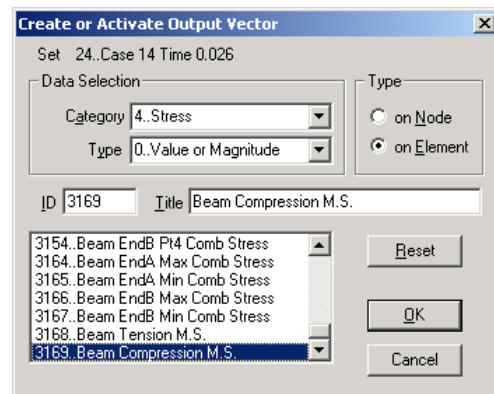 Create or Activate Output Vector
Set 24..Case 14 Time 0.026
Data Selection
Category 4..Stress
Type 0..Value or Magnitude
Type
on Node
on Element
ID 3169 Title Beam Compression M.S.
3154..Beam EndB Pt4 Comb Stress
3164..Beam EndA Max Comb Stress
3165..Beam EndA Min Comb Stress
3166..Beam EndB Max Comb Stress
3167..Beam EndB Min Comb Stress
3168..Beam Tension M.S.
3169..Beam Compression M.S.
Reset
OK
Cancel